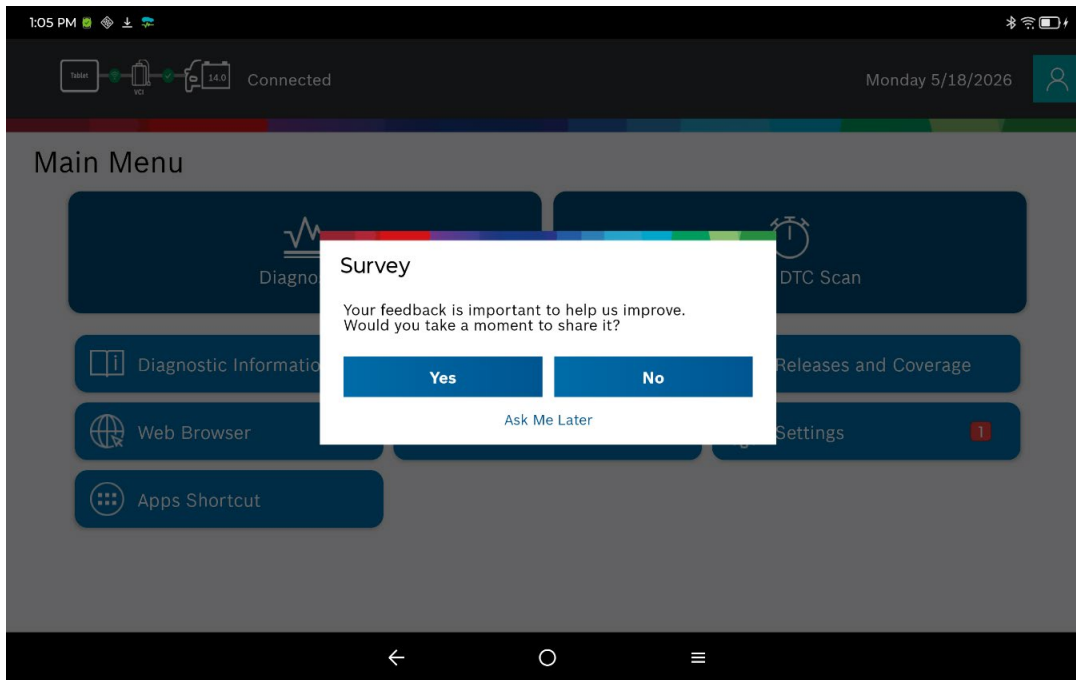 1:05 PM
Tablet
VCI
14.0
Connected
Monday 5/18/2026
Main Menu
Diagno
DTC Scan
Survey
Your feedback is important to help us improve.
Would you take a moment to share it?
Yes
No
Ask Me Later
Diagnostic Informatio
Releases and Coverage
Web Browser
Settings
1
Apps Shortcut